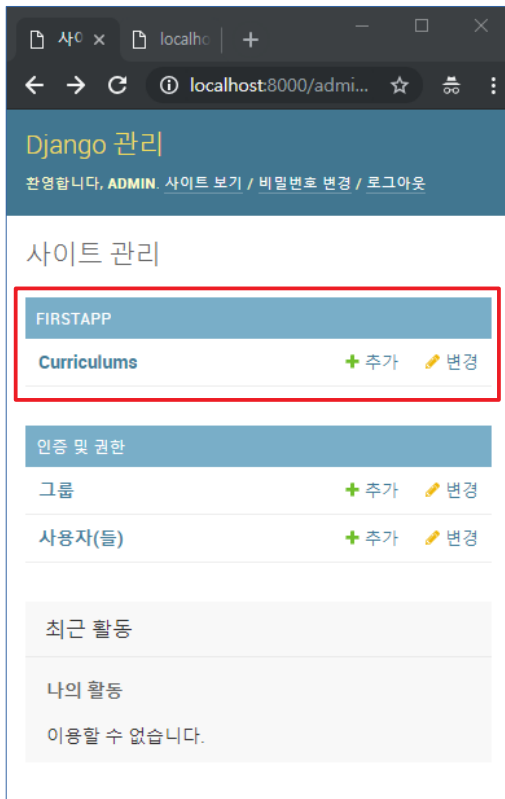 사이
localho
localhost:8000/admi...
Django 관리
환영합니다, ADMIN. 사이트 보기 / 비밀번호 변경 / 로그아웃
사이트 관리
FIRSTAPP
Curriculums 추가 변경
인증 및 권한
그룹 추가 변경
사용자(들) 추가 변경
최근 활동
나의 활동
이용할 수 없습니다.